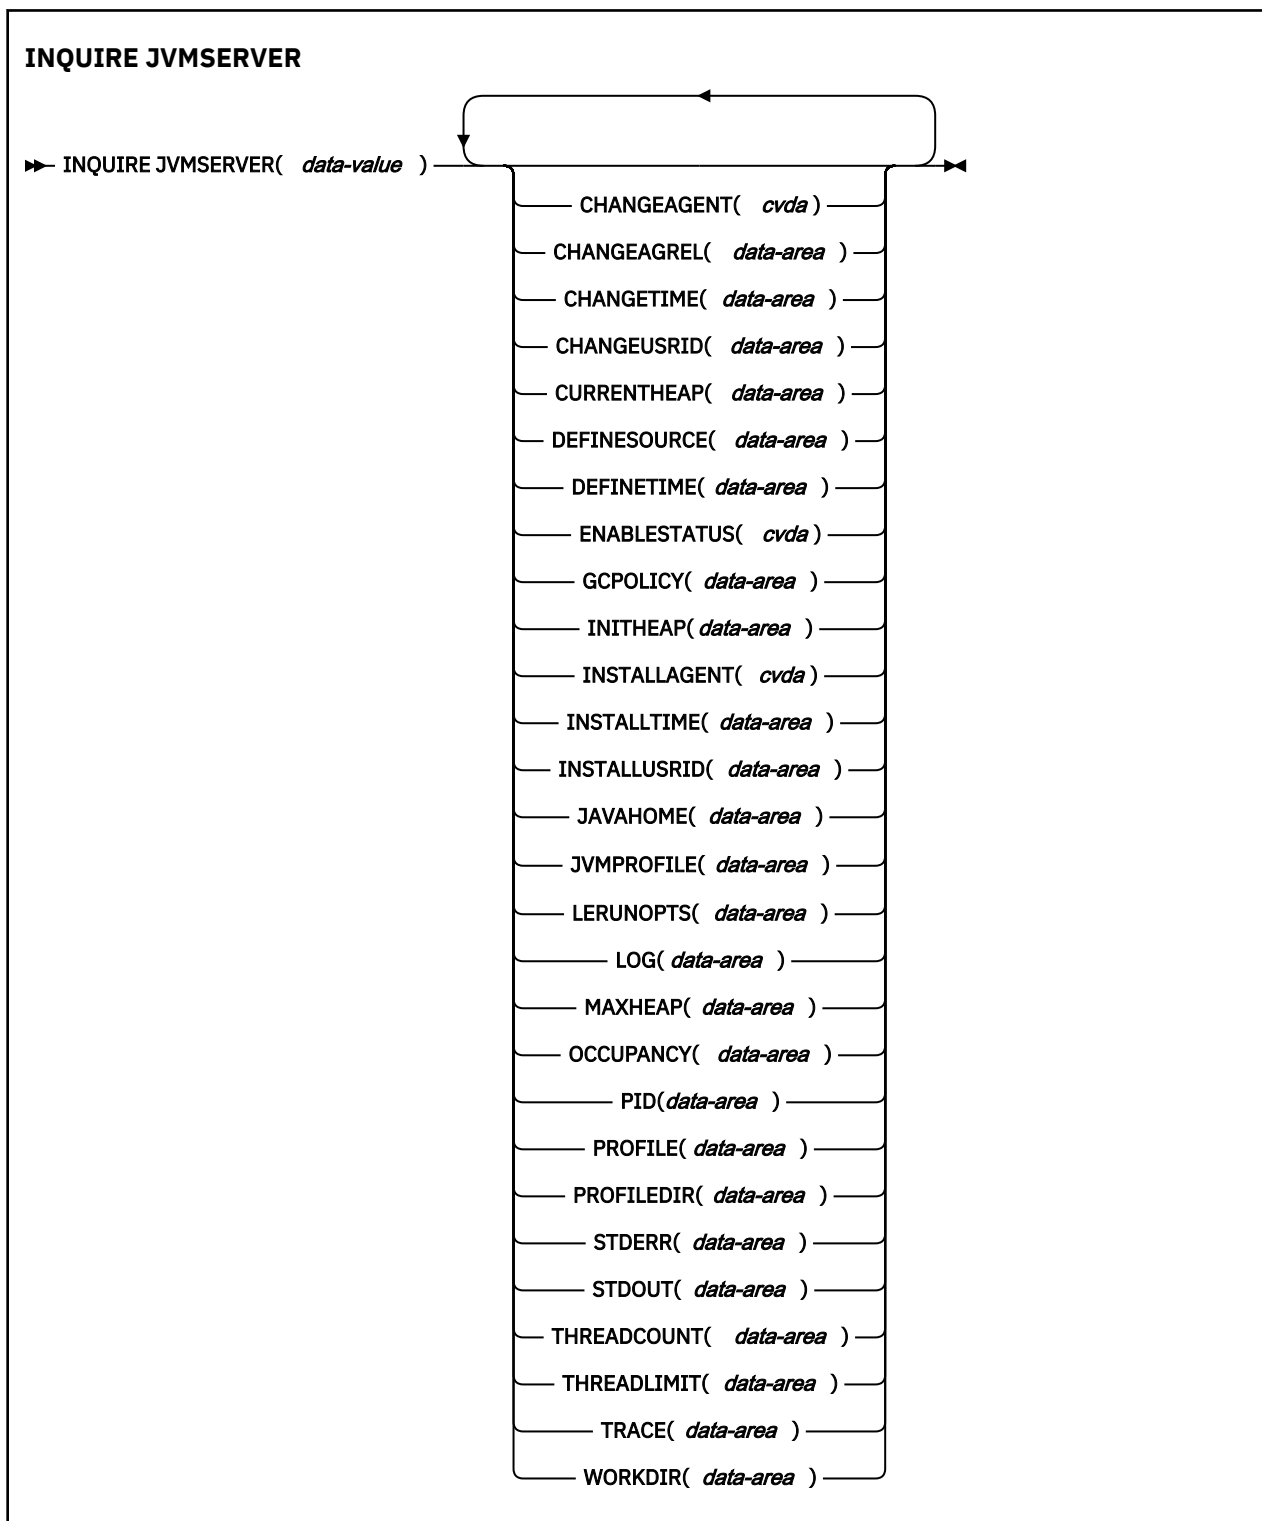 INQUIRE JVMSERVER
INQUIRE JVMSERVER( data-value )
CHANGEAGENT( cvda )
CHANGEAGREL( data-area )
CHANGETIME( data-area )
CHANGEUSRID( data-area )
CURRENTHEAP( data-area )
DEFINESOURCE( data-area )
DEFINETIME( data-area )
ENABLESTATUS( cvda )
GCPOLICY( data-area )
INITHEAP( data-area )
INSTALLAGENT( cvda )
INSTALLTIME( data-area )
INSTALLUSRID( data-area )
JAVAHOME( data-area )
JVMPROFILE( data-area )
LERUNOPTS( data-area )
LOG( data-area )
MAXHEAP( data-area )
OCCUPANCY( data-area )
PID(data-area )
PROFILE( data-area )
PROFILEDIR( data-area )
STDERR( data-area )
STDOUT( data-area )
THREADCOUNT( data-area )
THREADLIMIT( data-area )
TRACE( data-area )
WORKDIR( data-area )